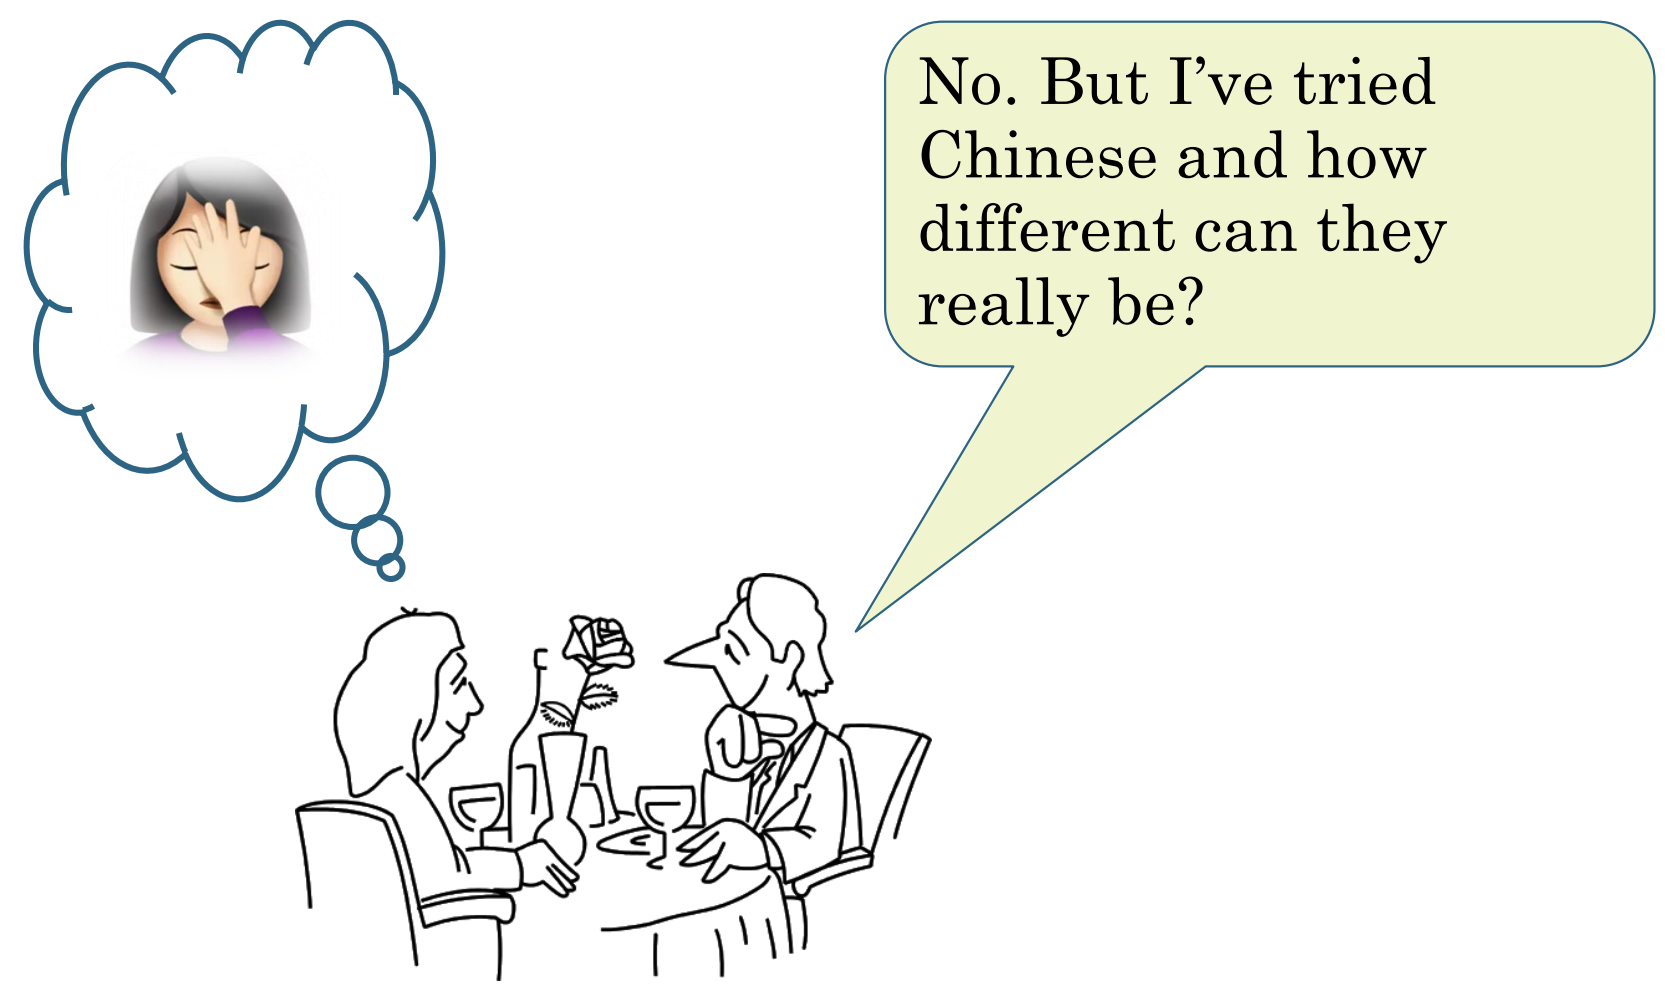 No. But I’ve tried
Chinese and how
different can they
really be?